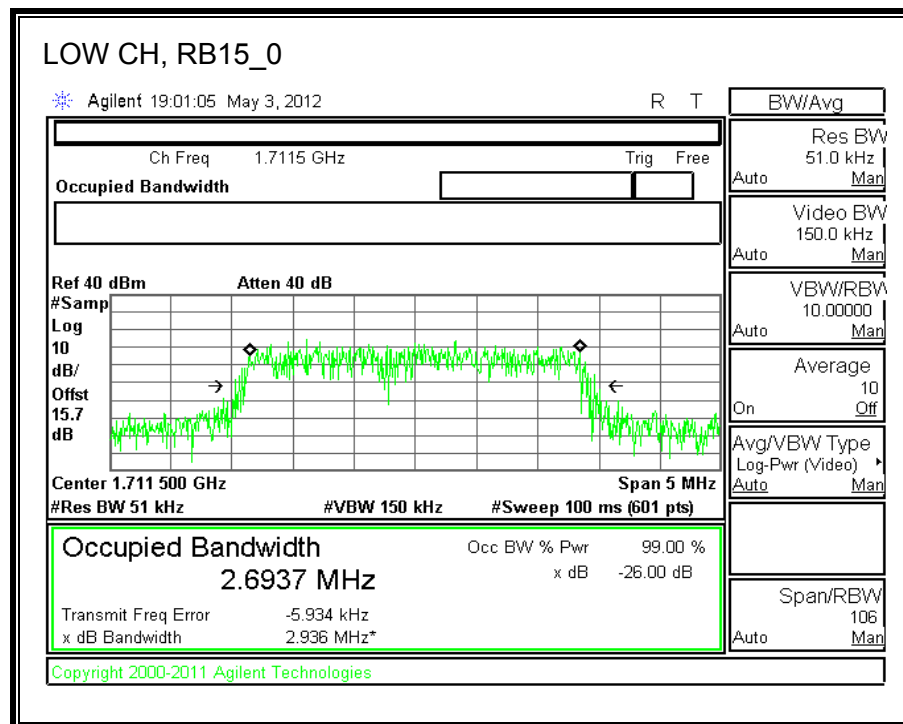 LOW CH, RB15_0
Agilent 19:01:05 May 3, 2012 R T
BW/Avg
Ch Freq 1.7115 GHz Trig Free
Occupied Bandwidth
Res BW
51.0 kHz
Auto Man
Video BW
150.0 kHz
Auto Man
Ref 40 dBm Atten 40 dB
#Samp
Log
10
dB/
Offst
15.7
dB
VBW/RBW
10.00000
Auto Man
Average
10
On Off
Avg/VBW Type
Log-Pwr (Video)
Auto Man
Center 1.711 500 GHz Span 5 MHz
#Res BW 51 kHz #VBW 150 kHz #Sweep 100 ms (601 pts)
Occupied Bandwidth
2.6937 MHz
Occ BW % Pwr 99.00 %
x dB -26.00 dB
Transmit Freq Error -5.934 kHz
x dB Bandwidth 2.936 MHz*
Span/RBW
106
Auto Man
Copyright 2000-2011 Agilent Technologies